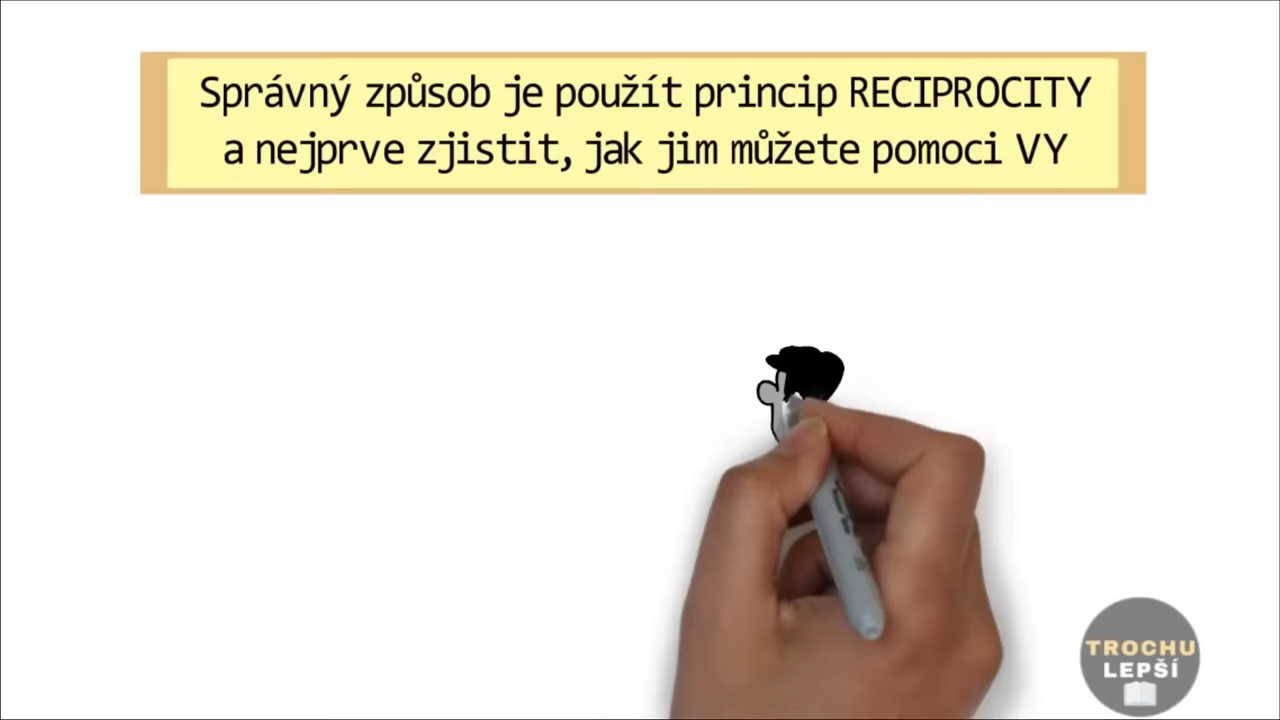 Správný způsob je použít princip RECIPROCITY
a nejprve zjistit, jak jim můžete pomoci VY
TROCHU
LEPŠÍ